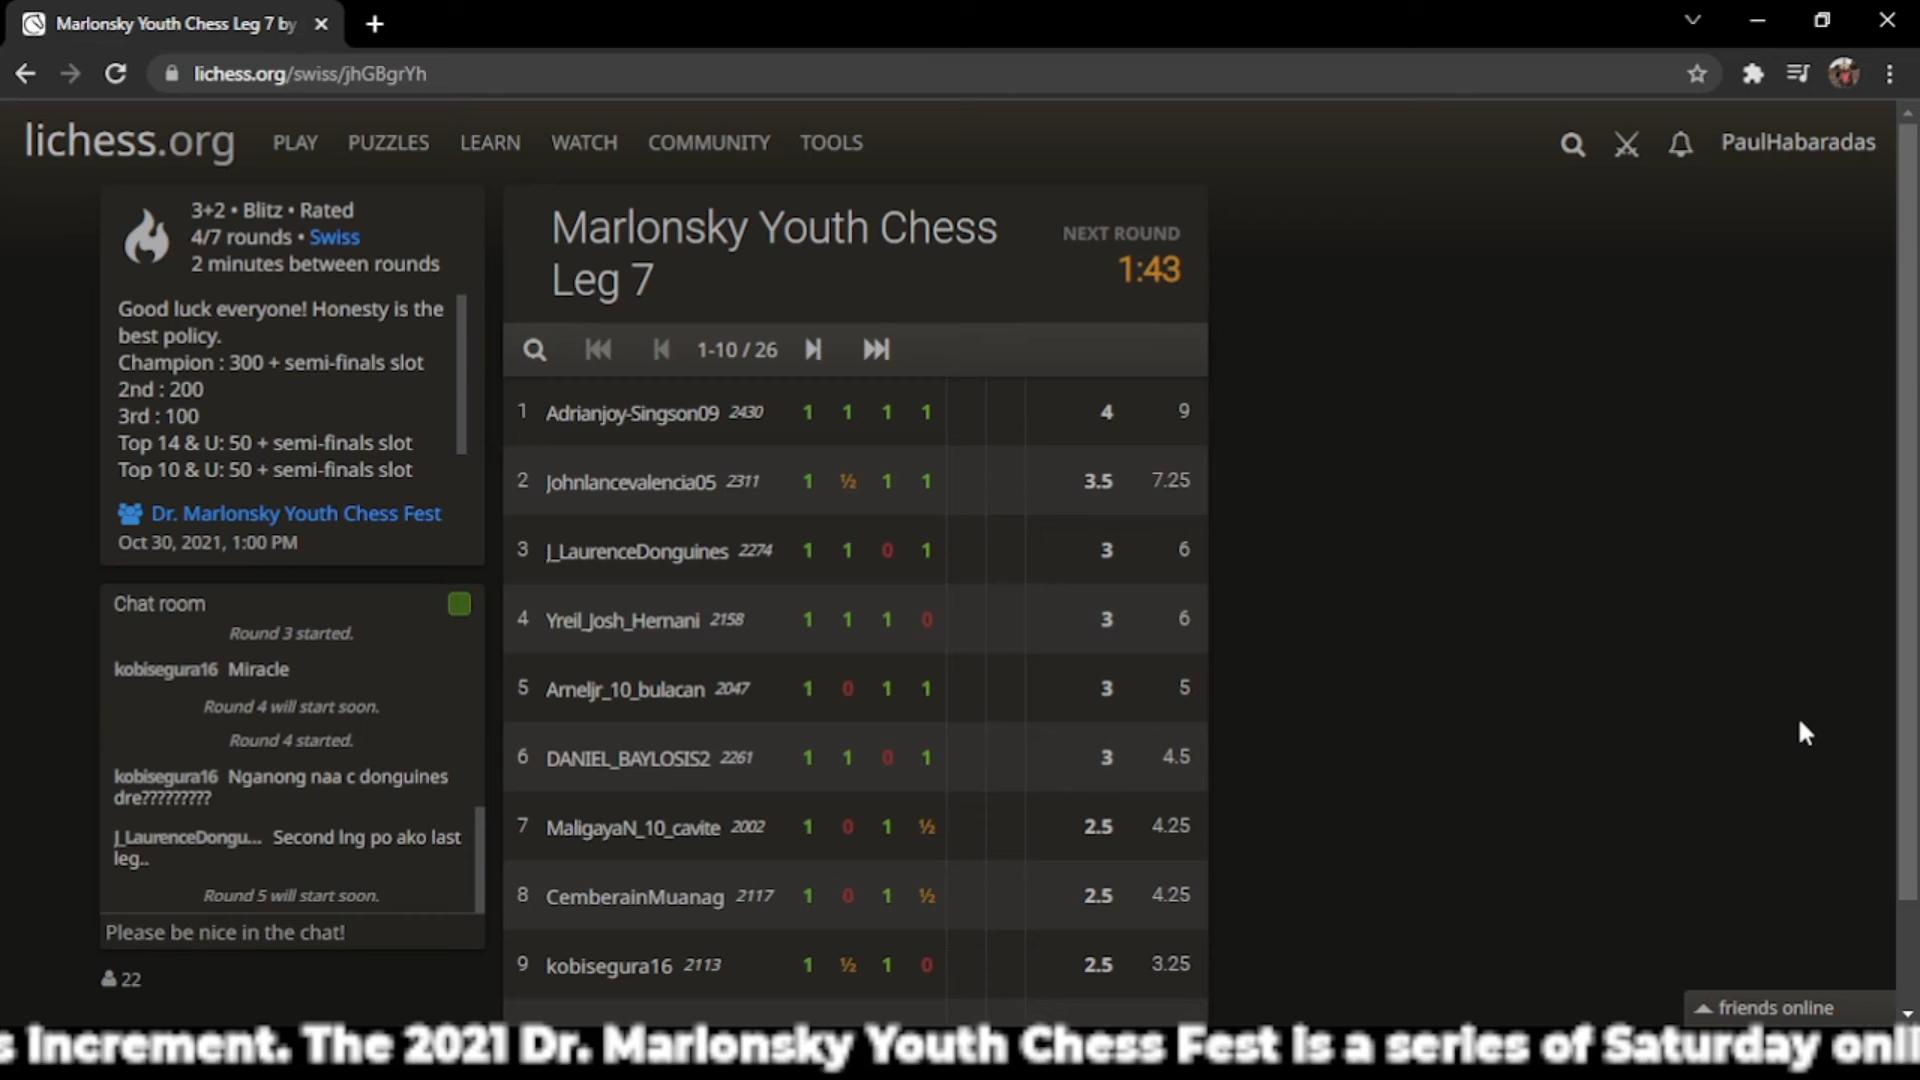 Marlonsky Youth Chess Leg 7 by
lichess.org/swiss/jhGBgrYh
lichess.org PLAY PUZZLES LEARN WATCH COMMUNITY TOOLS PaulHabaradas
3+2 • Blitz • Rated
4/7 rounds • Swiss
2 minutes between rounds
Good luck everyone! Honesty is the
best policy.
Champion : 300 + semi-finals slot
2nd : 200
3rd : 100
Top 14 & U: 50 + semi-finals slot
Top 10 & U: 50 + semi-finals slot
Dr. Marlonsky Youth Chess Fest
Oct 30, 2021, 1:00 PM
Chat room
Round 3 started.
kobisegura16 Miracle
Round 4 will start soon.
Round 4 started.
kobisegura16 Nganong naa c donguines
dre?????????
J_LaurenceDongu... Second lng po ako last
leg..
Round 5 will start soon.
Please be nice in the chat!
22
Marlonsky Youth Chess
Leg 7
NEXT ROUND
1:43
1-10 / 26
1 Adrianjoy-Singson09 2430 1 1 1 1 4 9
2 Johnlancevalencia05 2311 1 ½ 1 1 3.5 7.25
3 J_LaurenceDonguines 2274 1 1 0 1 3 6
4 Yreil_Josh_Hernani 2158 1 1 1 0 3 6
5 Arneljr_10_bulacan 2047 1 0 1 1 3 5
6 DANIEL_BAYLOSIS2 2261 1 1 0 1 3 4.5
7 MaligayaN_10_cavite 2002 1 0 1 ½ 2.5 4.25
8 CemberainMuanag 2117 1 0 1 ½ 2.5 4.25
9 kobisegura16 2113 1 ½ 1 0 2.5 3.25
friends online
s increment. The 2021 Dr. Marlonsky Youth Chess Fest is a series of Saturday onli